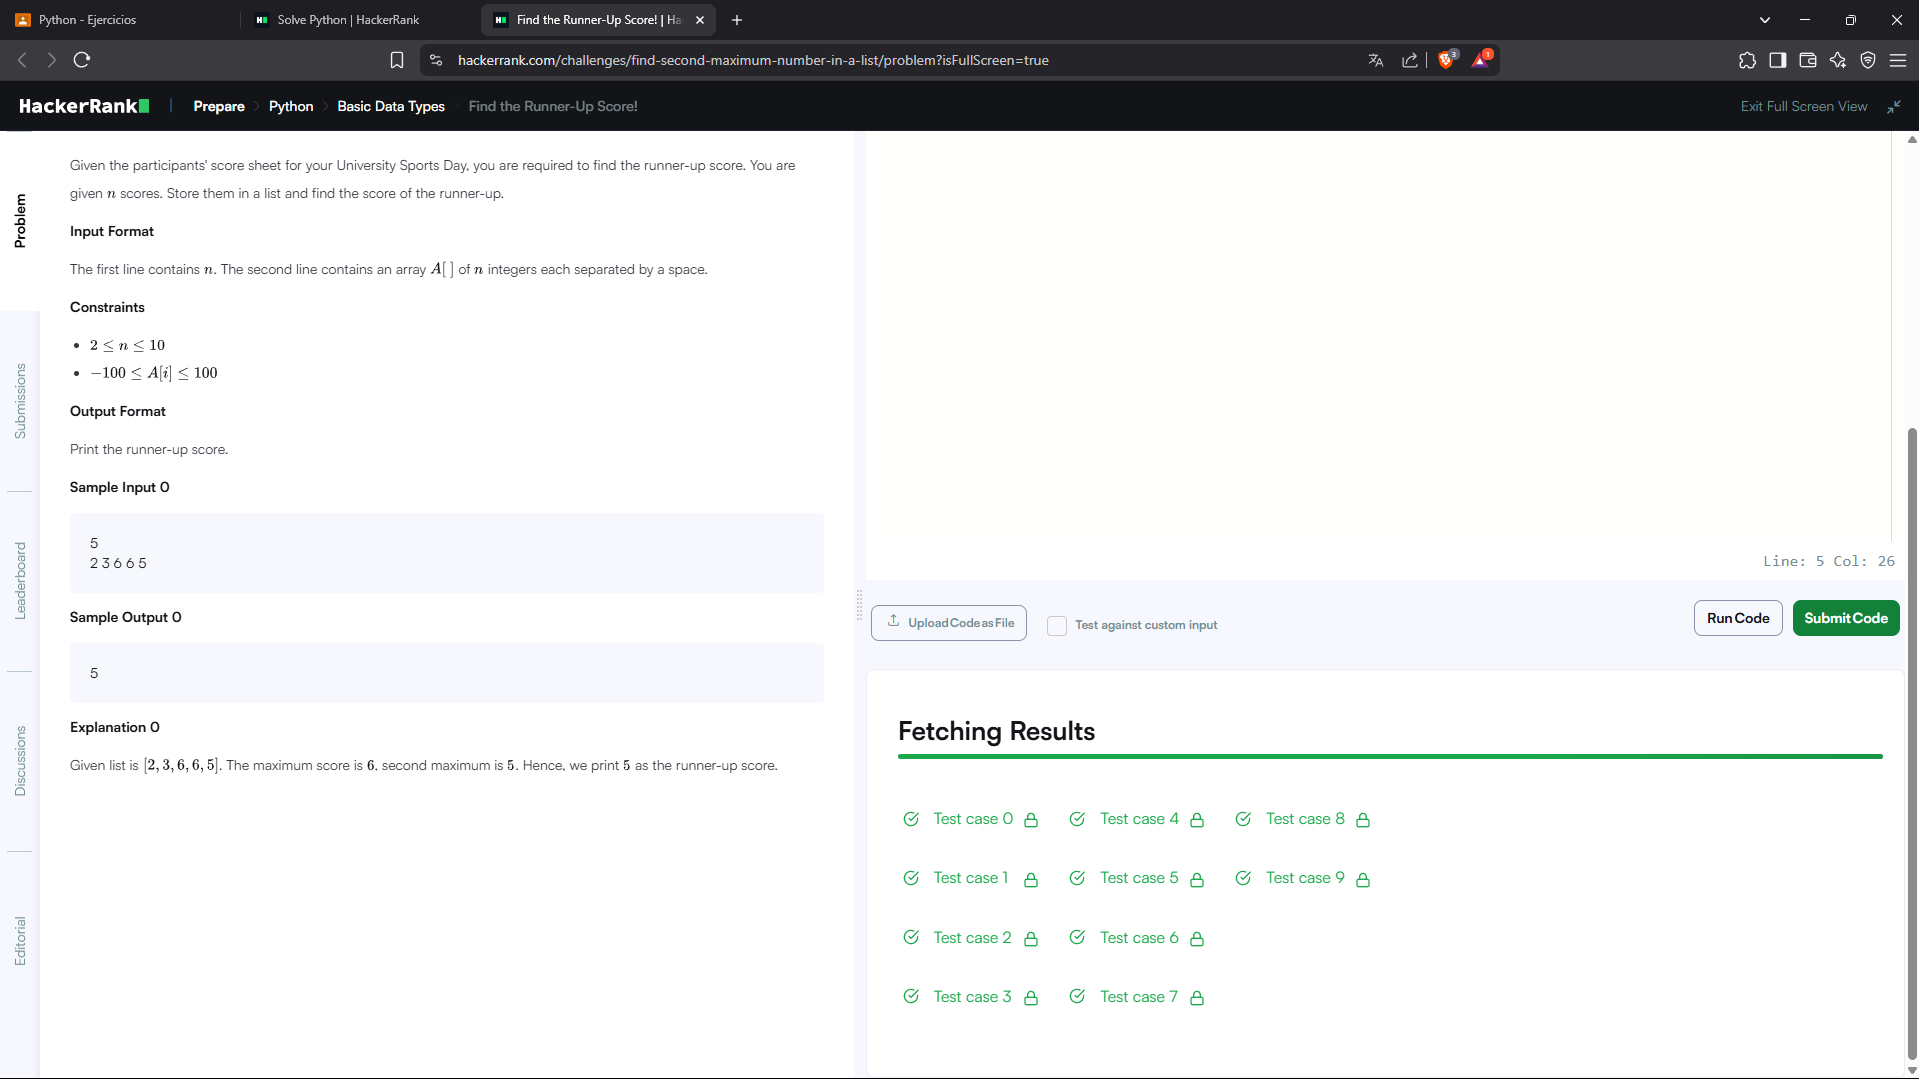 Python - Ejercicios
Solve Python | HackerRank
Find the Runner-Up Score! | Ha
hackerrank.com/challenges/find-second-maximum-number-in-a-list/problem?isFullScreen=true
3
1
HackerRank
Prepare
Python
Basic Data Types
Find the Runner-Up Score!
Exit Full Screen View
Problem
Submissions
Leaderboard
Discussions
Editorial
Given the participants' score sheet for your University Sports Day, you are required to find the runner-up score. You are
given n scores. Store them in a list and find the score of the runner-up.
Input Format
The first line contains n. The second line contains an array A[ ] of n integers each separated by a space.
Constraints
• 2 ≤ n ≤ 10
• −100 ≤ A[i] ≤ 100
Output Format
Print the runner-up score.
Sample Input 0
5
2 3 6 6 5
Sample Output 0
5
Explanation 0
Given list is [2, 3, 6, 6, 5]. The maximum score is 6, second maximum is 5. Hence, we print 5 as the runner-up score.
Line: 5 Col: 26
Upload Code as File
Test against custom input
Run Code
Submit Code
Fetching Results
Test case 0
Test case 4
Test case 8
Test case 1
Test case 5
Test case 9
Test case 2
Test case 6
Test case 3
Test case 7